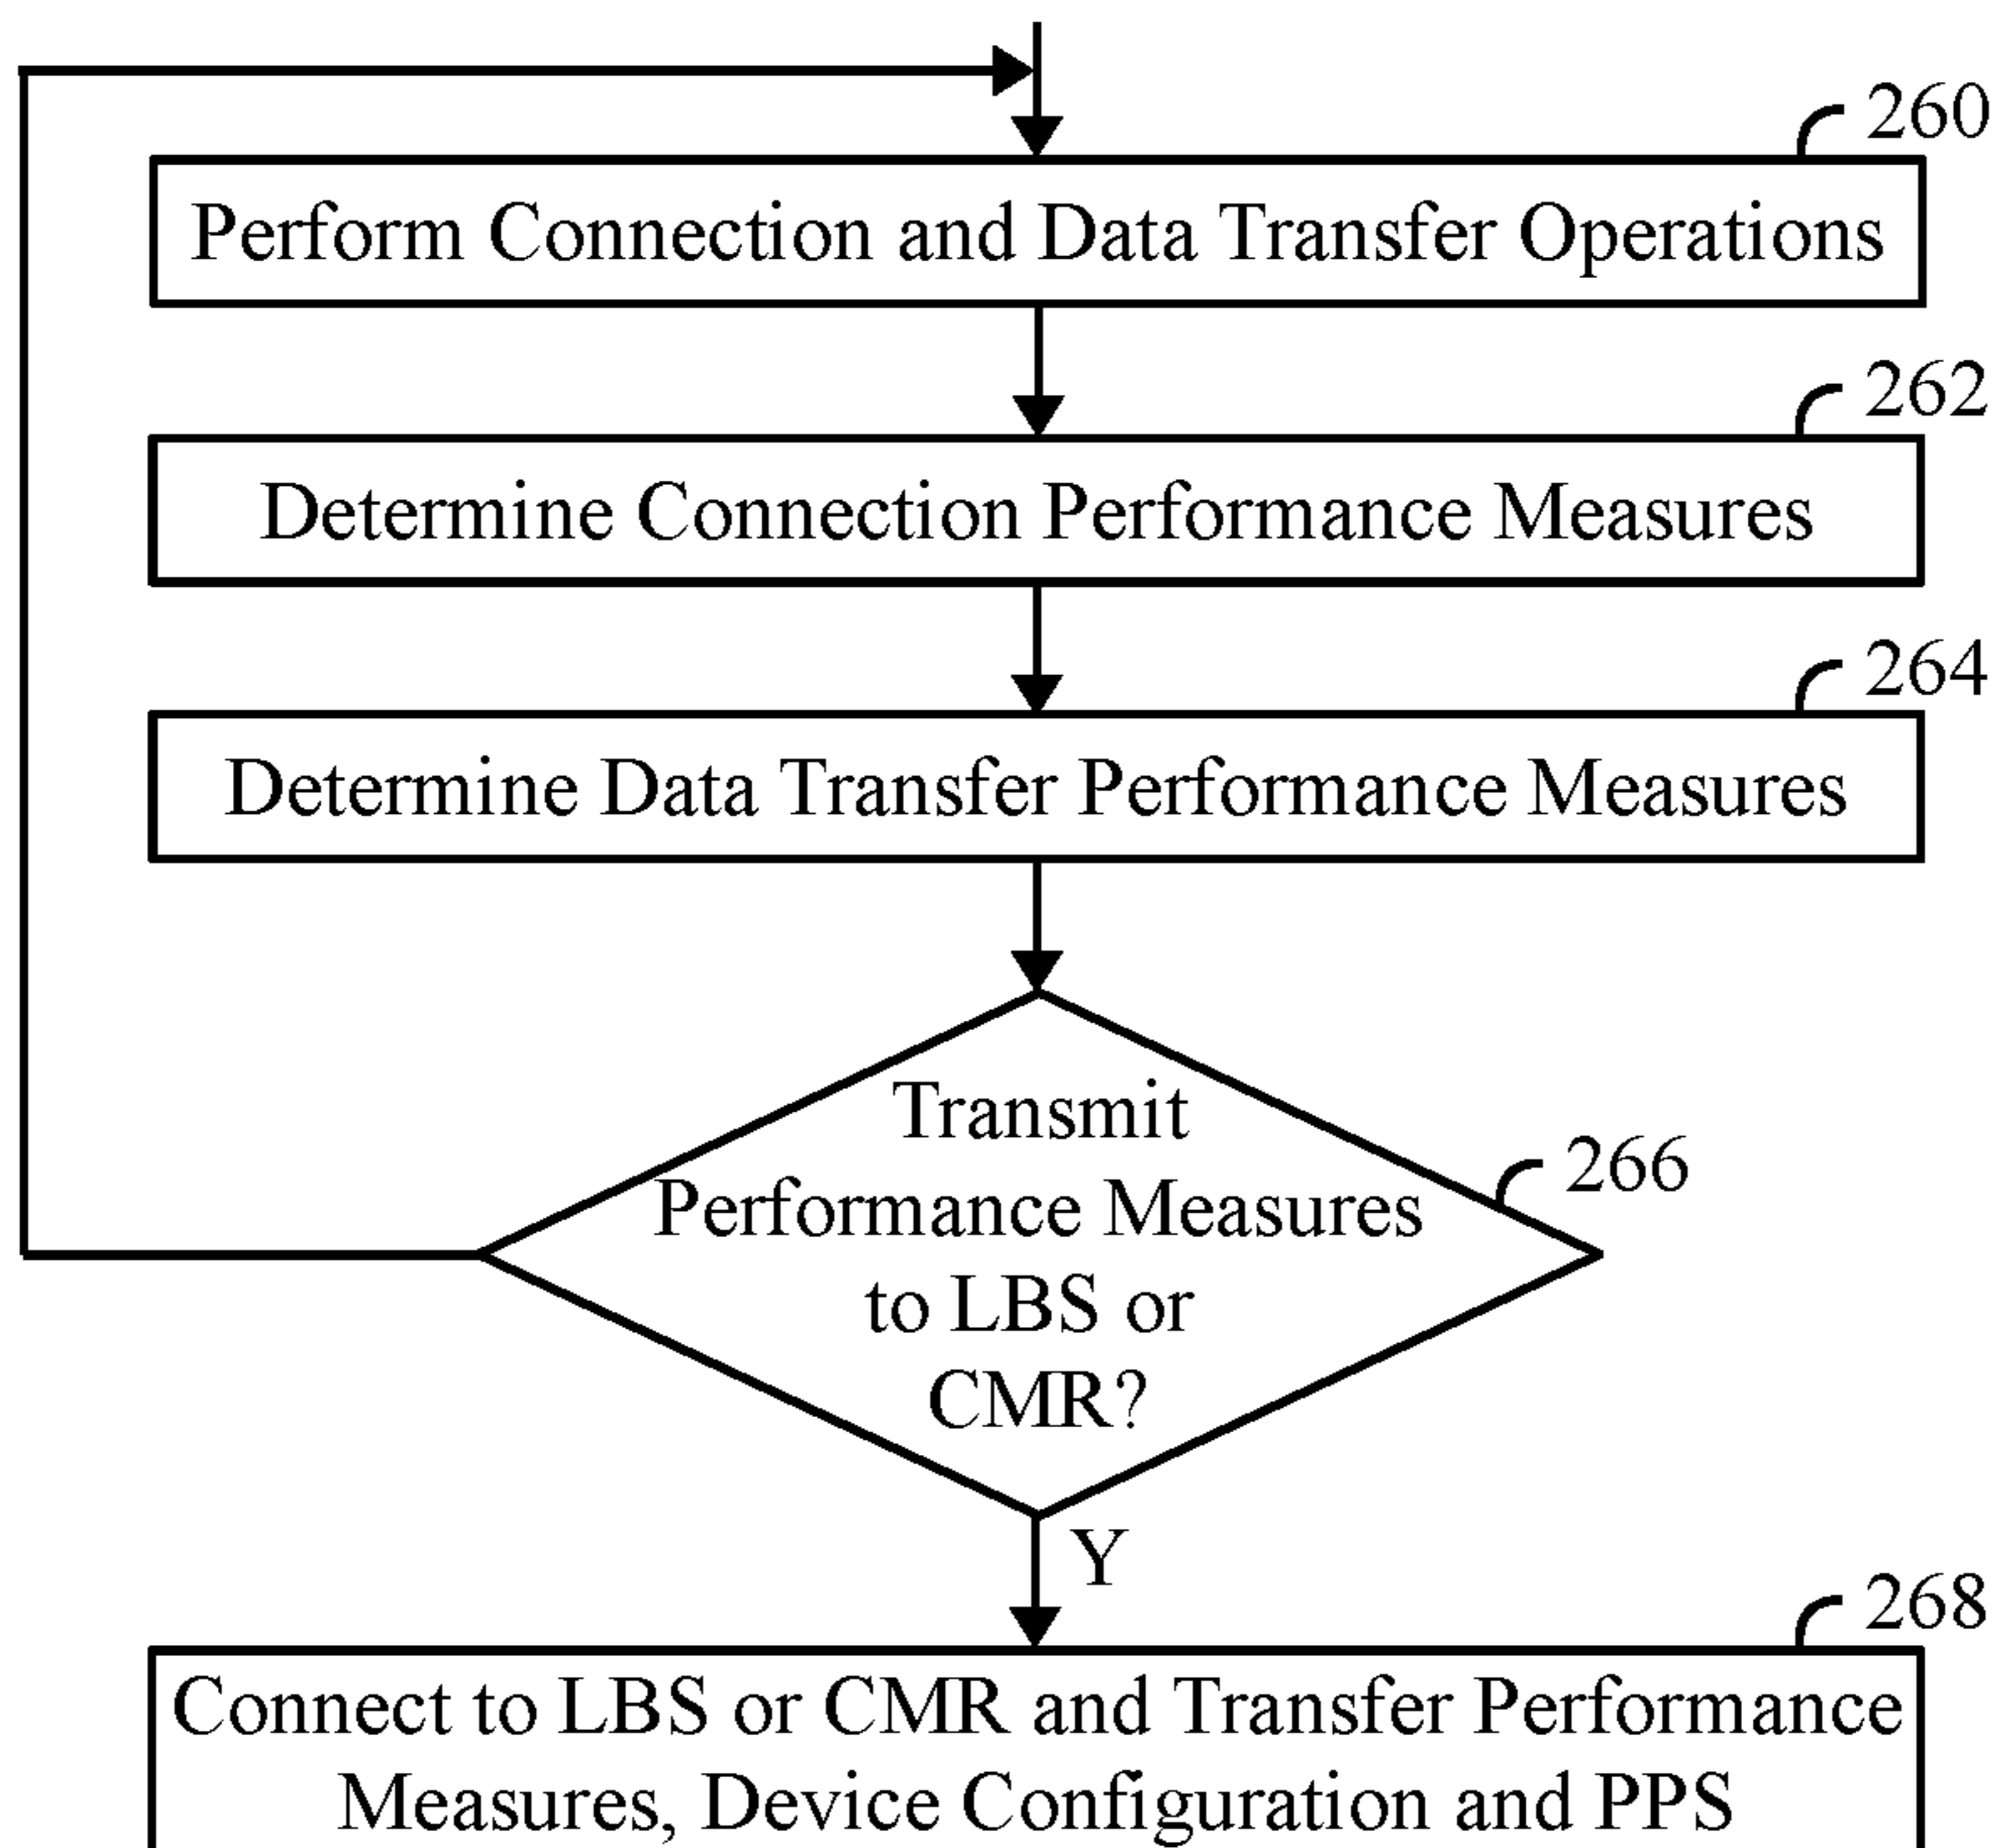 260
Perform Connection and Data Transfer Operations
262
Determine Connection Performance Measures
264
Determine Data Transfer Performance Measures
Transmit
Performance Measures
to LBS or
CMR?
266
Y
268
Connect to LBS or CMR and Transfer Performance
Measures, Device Configuration and PPS